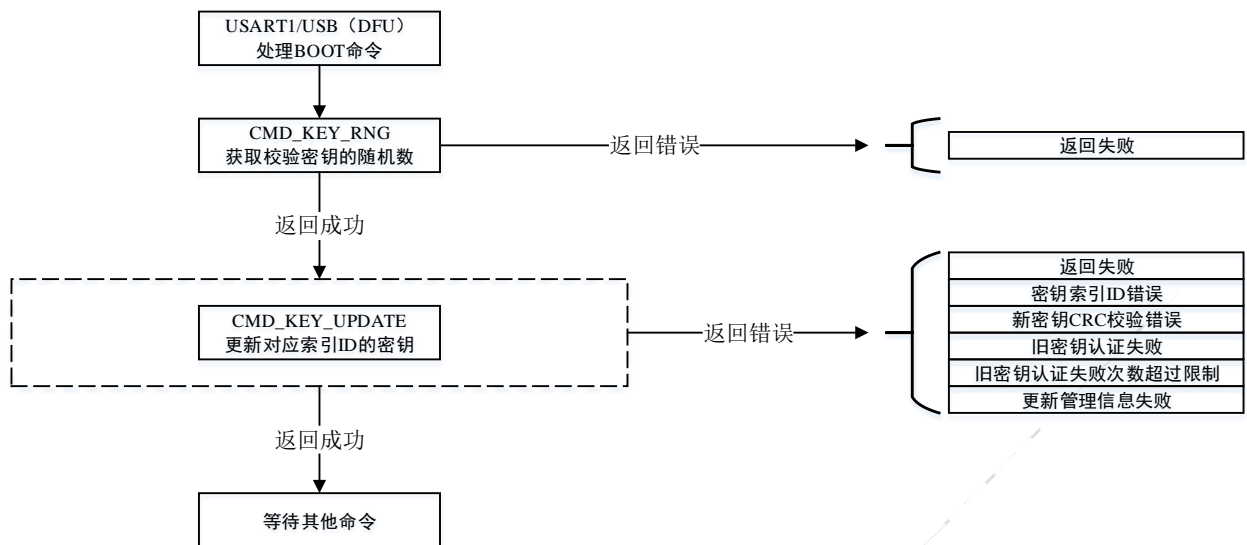 USART1/USB（DFU）
处理BOOT命令
CMD_KEY_RNG
获取校验密钥的随机数
返回错误
返回失败
返回成功
CMD_KEY_UPDATE
更新对应索引ID的密钥
返回错误
返回失败
密钥索引ID错误
新密钥CRC校验错误
旧密钥认证失败
旧密钥认证失败次数超过限制
更新管理信息失败
返回成功
等待其他命令